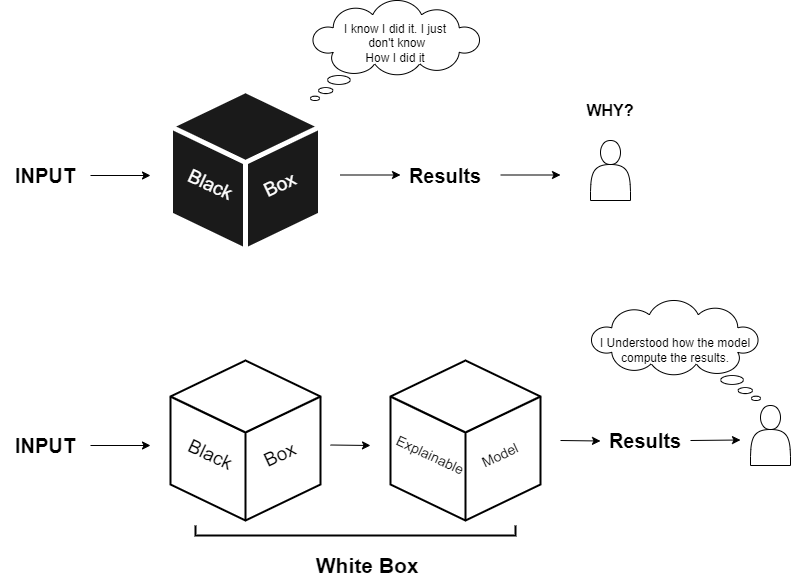 I know I did it. I just
don't know
How I did it
WHY?
INPUT
Black
Box
Results
I Understood how the model
compute the results.
INPUT
Black
Box
Explainable
Model
Results
White Box